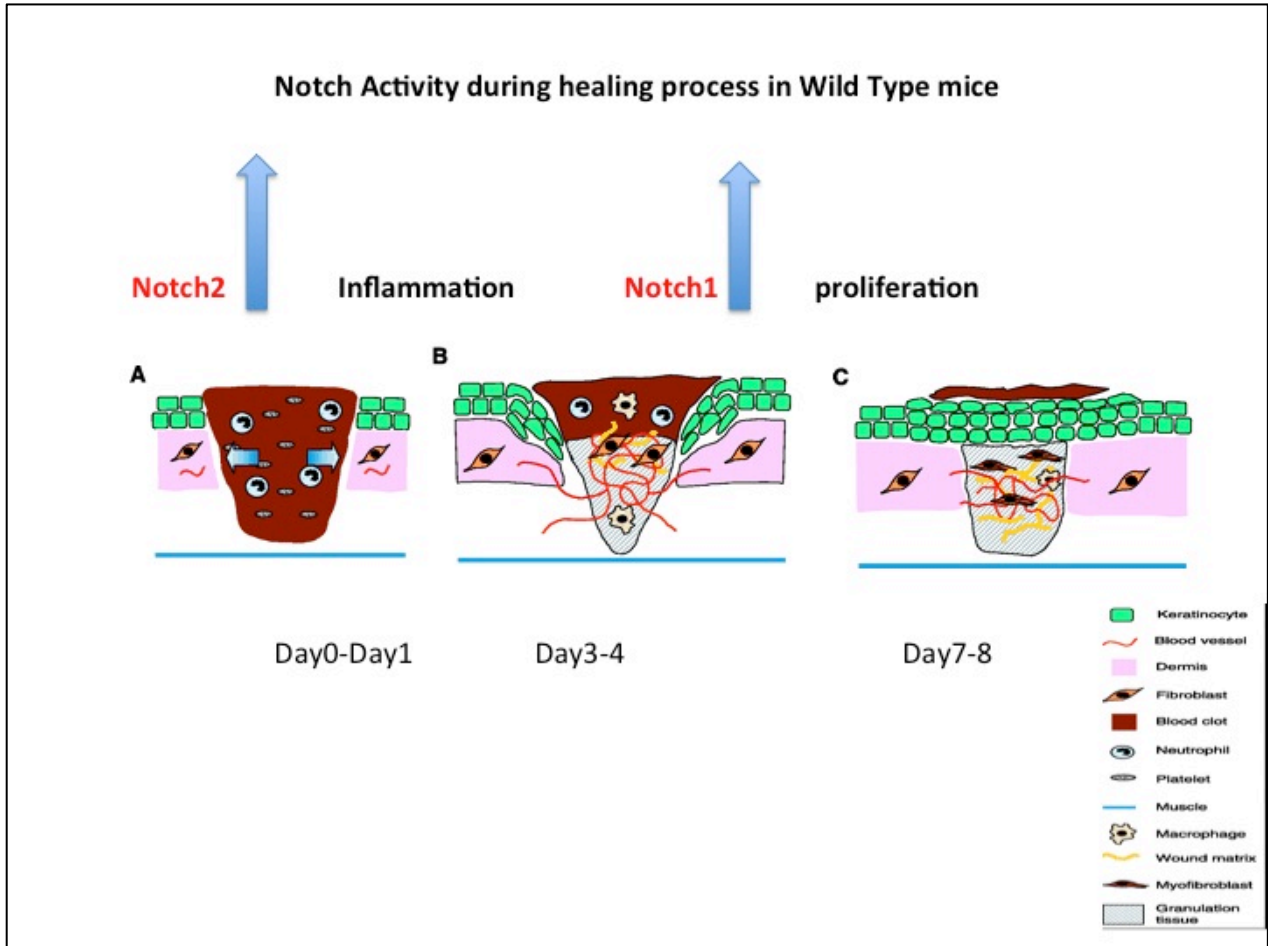 Notch Activity during healing process in Wild Type mice
Notch2
Inflammation
Notch1
proliferation
A
B
C
Day0-Day1
Day3-4
Day7-8
Keratinocyte
Blood vessel
Dermis
Fibroblast
Blood clot
Neutrophil
Platelet
Muscle
Macrophage
Wound matrix
Myofibroblast
Granulation
tissue